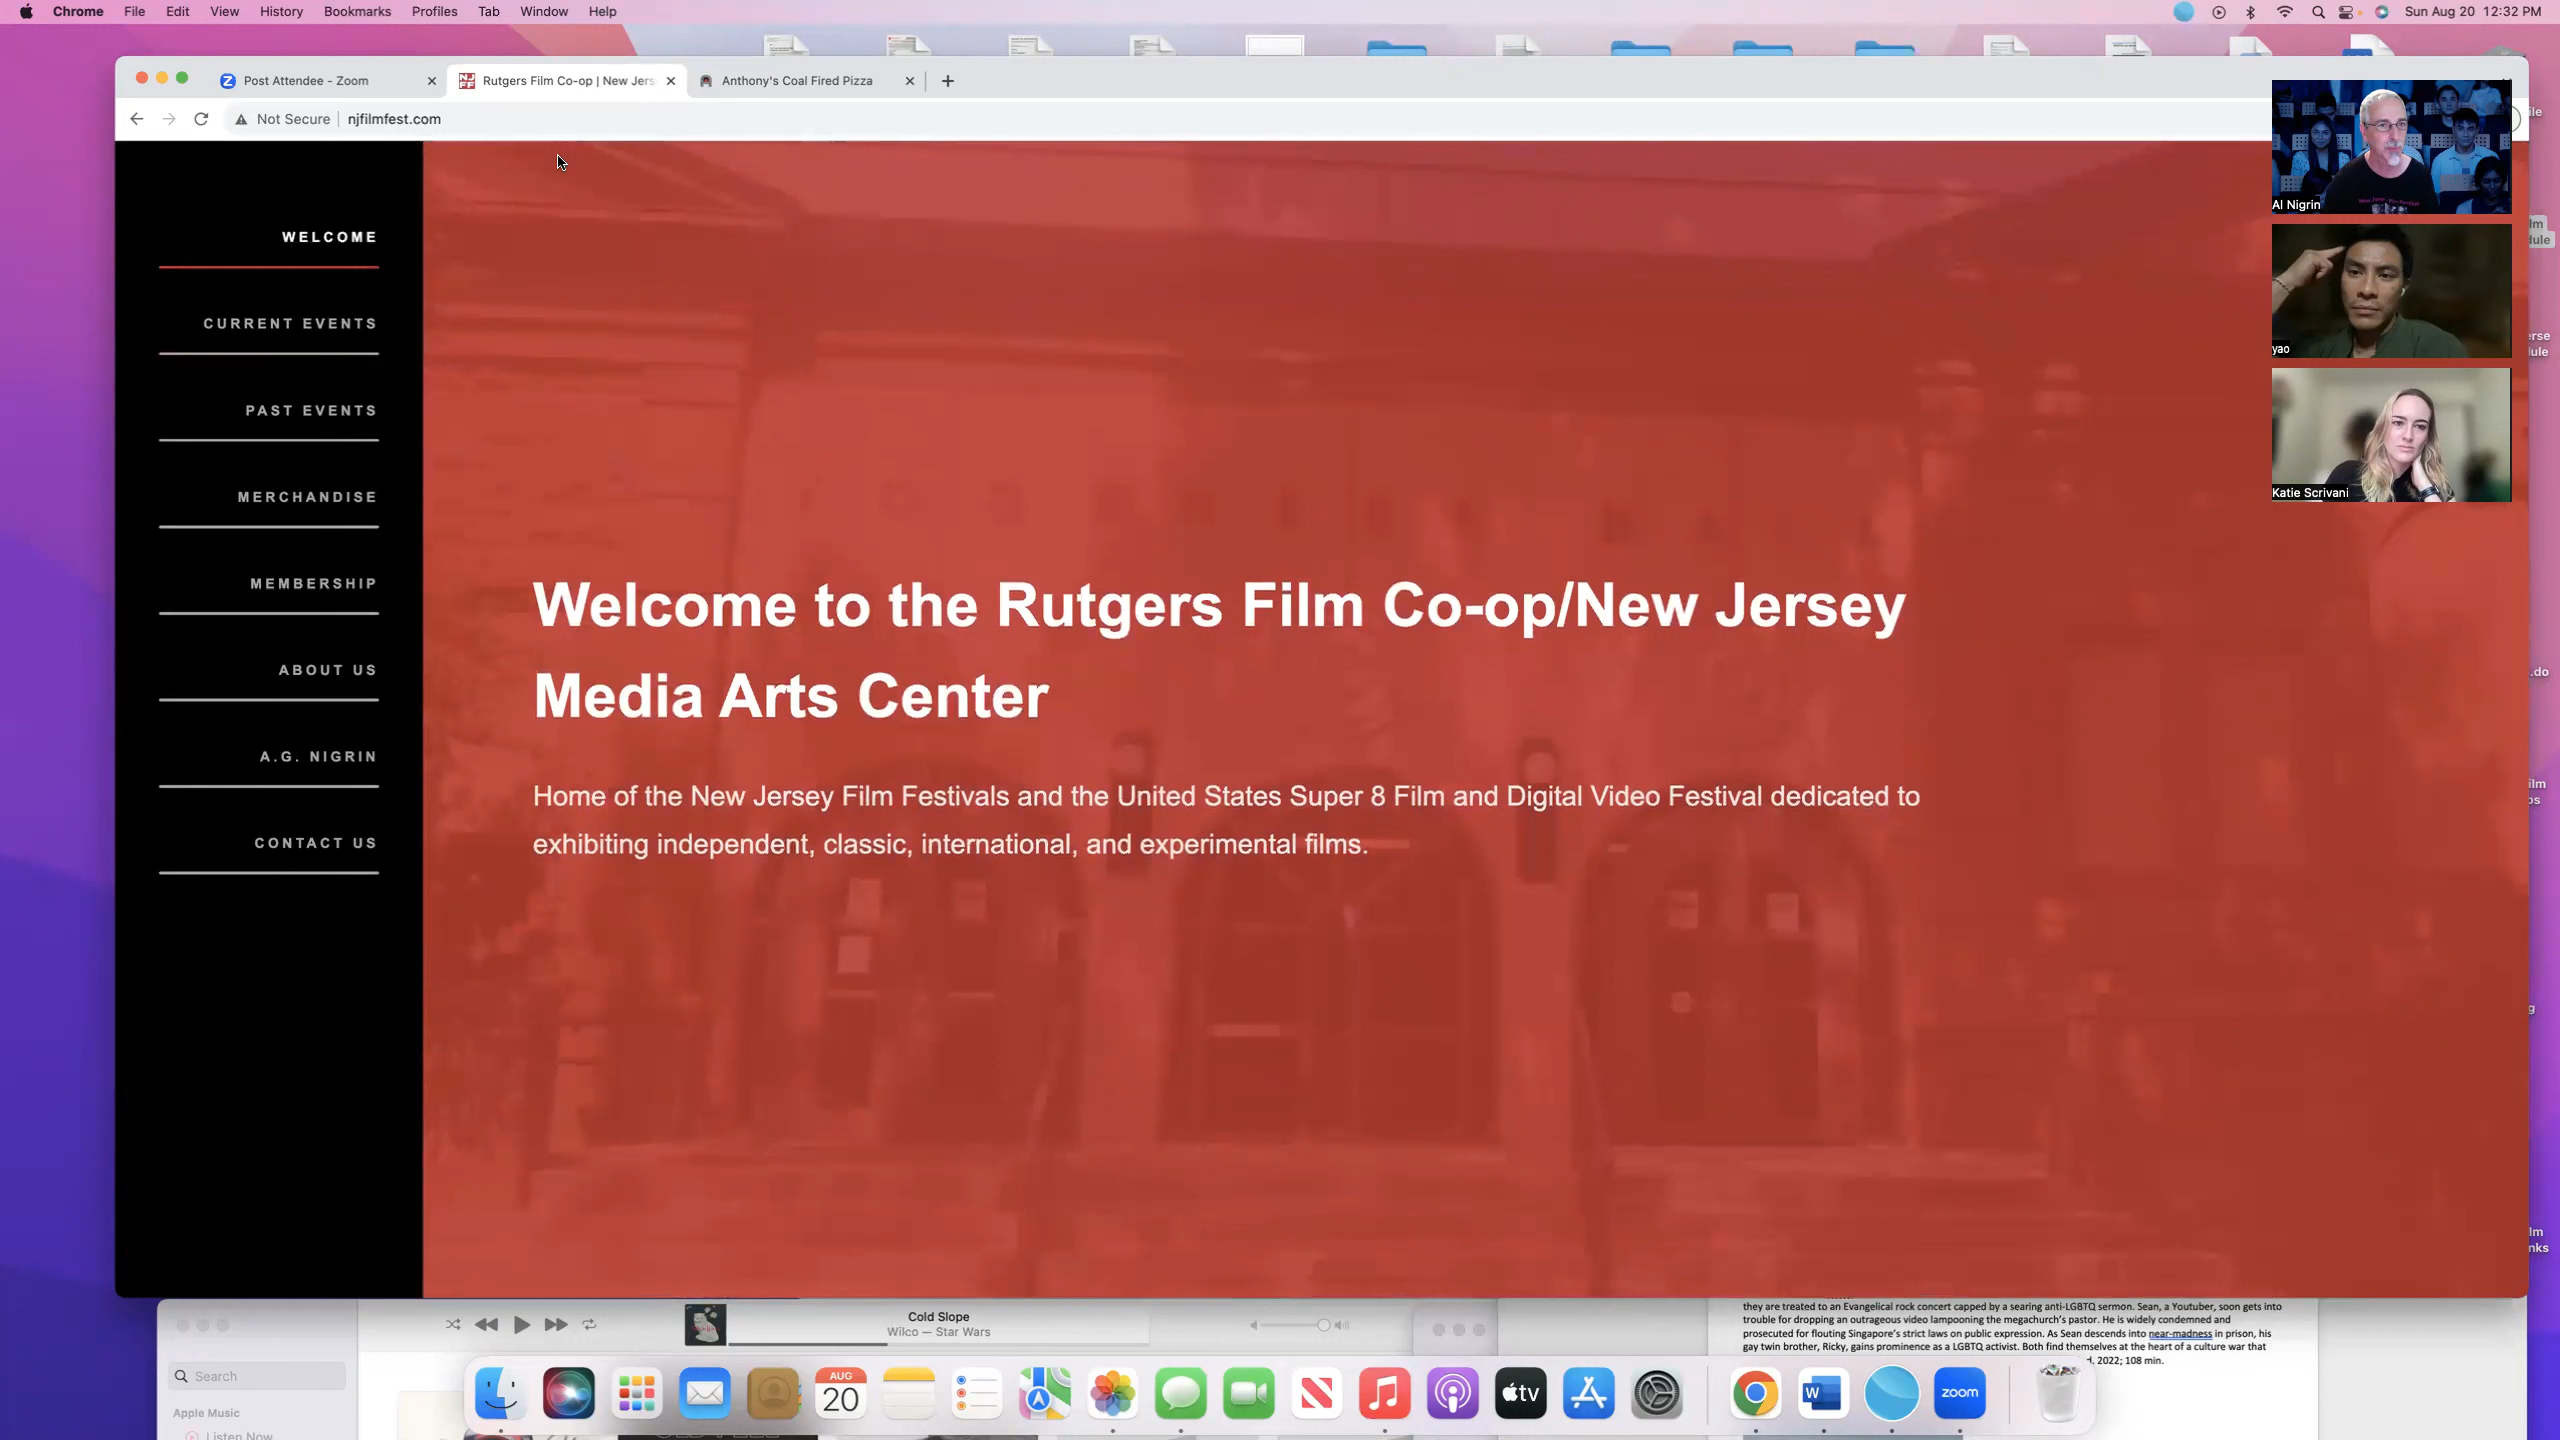 Chrome File Edit View History Bookmarks Profiles Tab Window Help
Sun Aug 20 12:32 PM
Post Attendee - Zoom
Rutgers Film Co-op | New Jers
Anthony's Coal Fired Pizza
Not Secure
njfilmfest.com
WELCOME
CURRENT EVENTS
PAST EVENTS
MERCHANDISE
MEMBERSHIP
ABOUT US
A.G. NIGRIN
CONTACT US
Welcome to the Rutgers Film Co-op/New Jersey
Media Arts Center
Home of the New Jersey Film Festivals and the United States Super 8 Film and Digital Video Festival dedicated to
exhibiting independent, classic, international, and experimental films.
Al Nigrin
yao
Katie Scrivani
Cold Slope
Wilco — Star Wars
Search
Apple Music
Listen Now
they are treated to an Evangelical rock concert capped by a searing anti-LGBTQ sermon. Sean, a Youtuber, soon gets into
trouble for dropping an outrageous video lampooning the megachurch's pastor. He is widely condemned and
prosecuted for flouting Singapore's strict laws on public expression. As Sean descends into near-madness in prison, his
gay twin brother, Ricky, gains prominence as a LGBTQ activist. Both find themselves at the heart of a culture war that
2022; 108 min.
AUG
20
tv
W
zoom